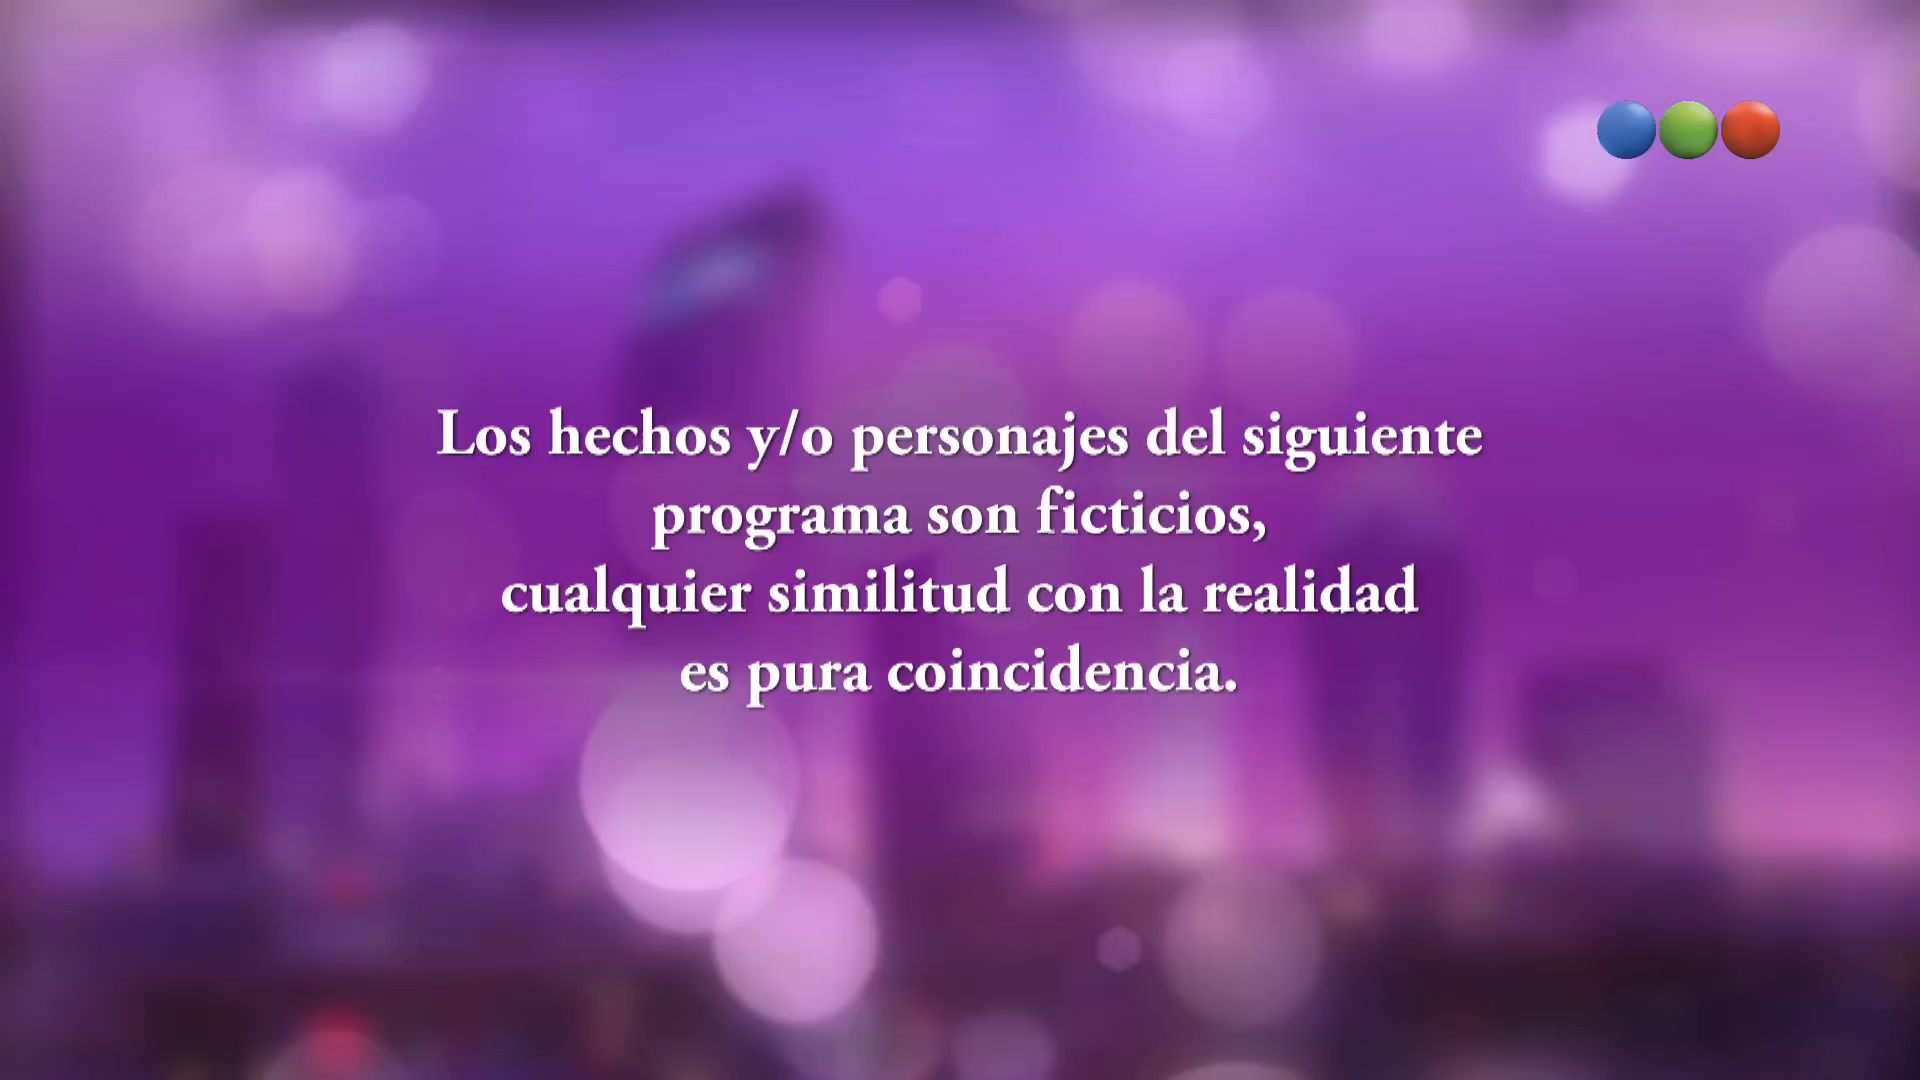 Los hechos y/o personajes del siguiente
programa son ficticios,
cualquier similitud con la realidad
es pura coincidencia.